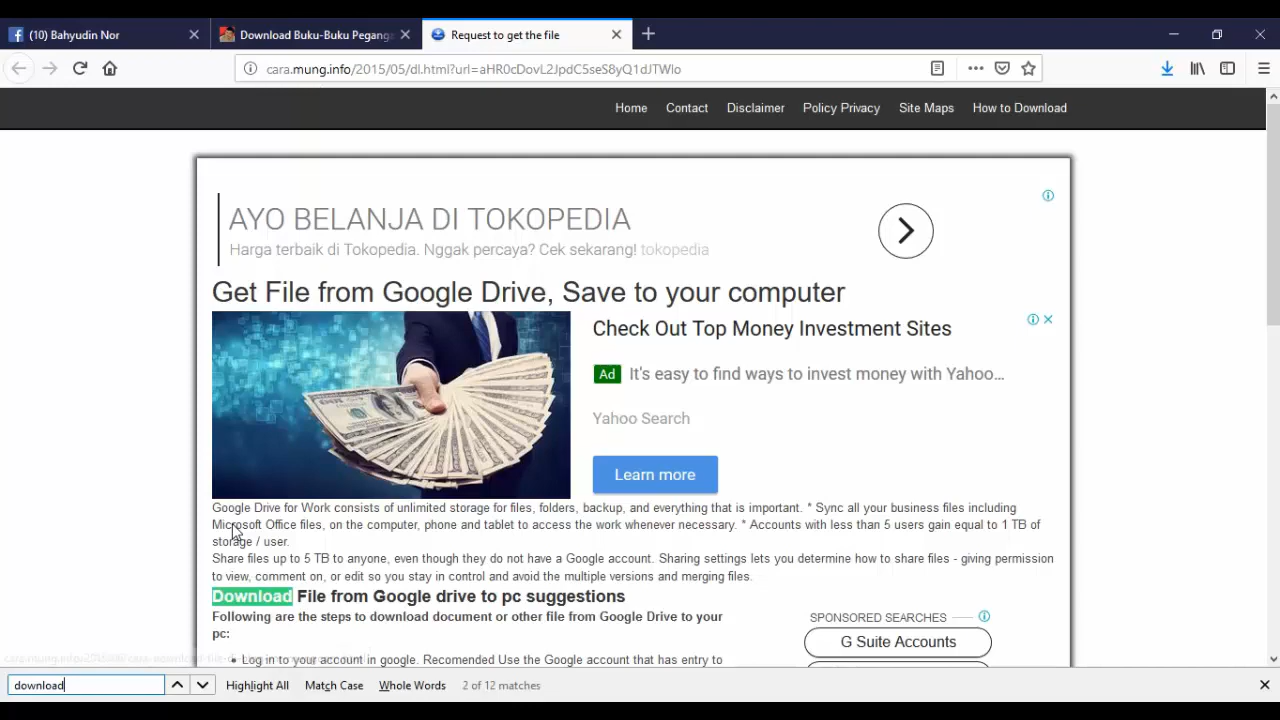 (10) Bahyudin Nor
Download Buku-Buku Pegang
Request to get the file
cara.mung.info/2015/05/dl.html?url=aHR0cDovL2JpdC5seS8yQ1dJTWlo
Home Contact Disclaimer Policy Privacy Site Maps How to Download
AYO BELANJA DI TOKOPEDIA
Harga terbaik di Tokopedia. Nggak percaya? Cek sekarang! tokopedia
Get File from Google Drive, Save to your computer
Check Out Top Money Investment Sites
Ad It's easy to find ways to invest money with Yahoo...
Yahoo Search
Learn more
Google Drive for Work consists of unlimited storage for files, folders, backup, and everything that is important. * Sync all your business files including
Microsoft Office files, on the computer, phone and tablet to access the work whenever necessary. * Accounts with less than 5 users gain equal to 1 TB of
storage / user.
Share files up to 5 TB to anyone, even though they do not have a Google account. Sharing settings lets you determine how to share files - giving permission
to view, comment on, or edit so you stay in control and avoid the multiple versions and merging files.
Download File from Google drive to pc suggestions
Following are the steps to download document or other file from Google Drive to your
pc:
• Log in to your account in google. Recomended Use the Google account that has entry to
SPONSORED SEARCHES
G Suite Accounts
download
Highlight All Match Case Whole Words 2 of 12 matches